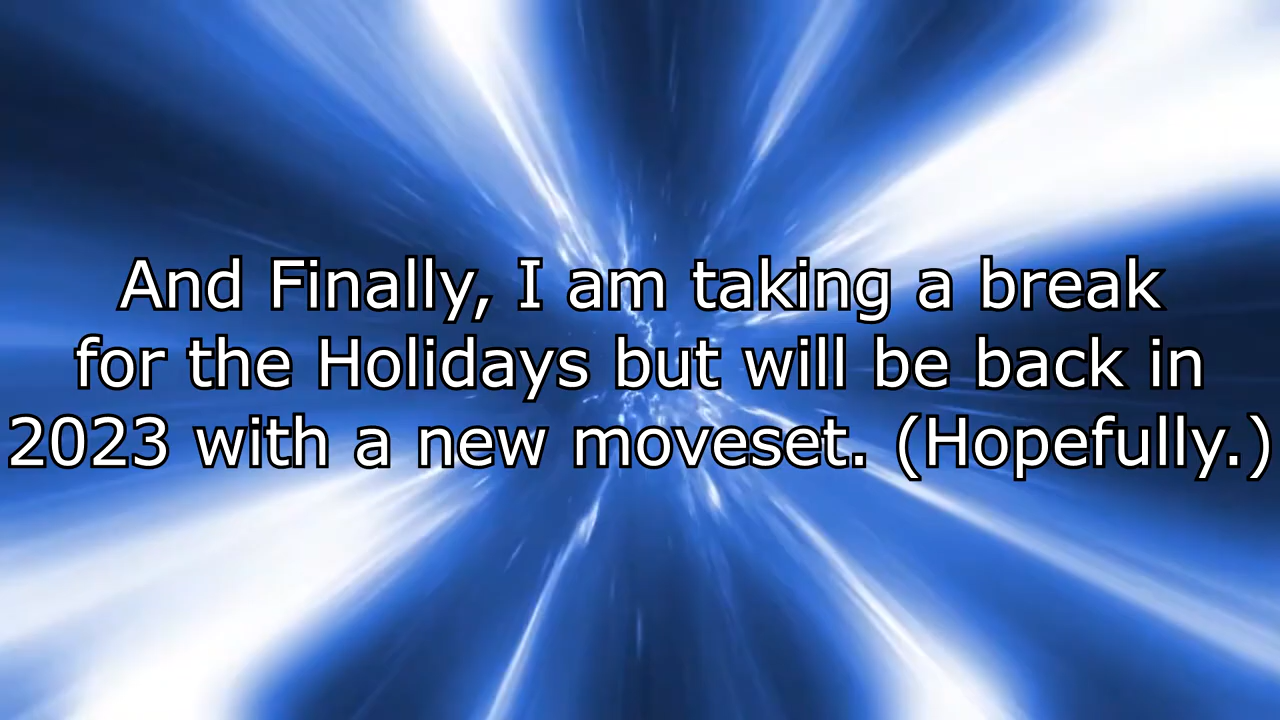 And Finally, I am taking a break
for the Holidays but will be back in
2023 with a new moveset. (Hopefully.)